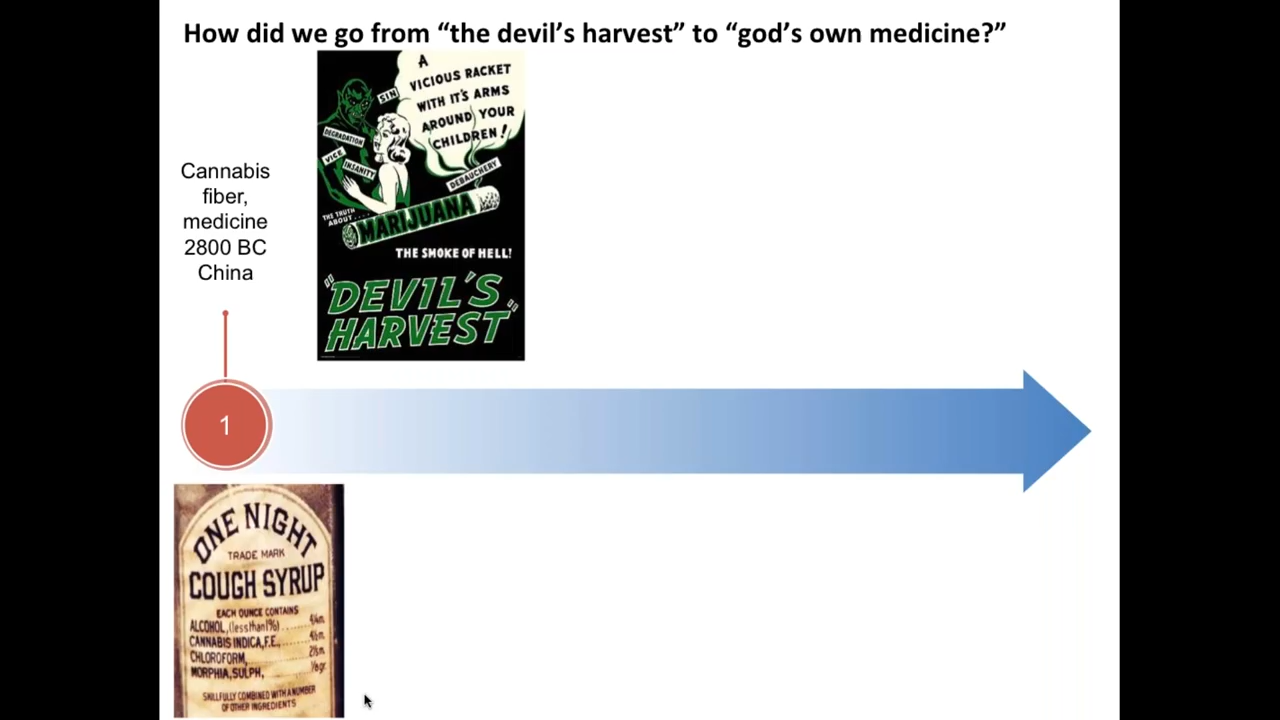 How did we go from “the devil’s harvest” to “god’s own medicine?”
A
VICIOUS RACKET
WITH IT'S ARMS
AROUND YOUR
CHILDREN!
SIN
DEGRADATION
VICE
INSANITY
DEBAUCHERY
THE TRUTH
ABOUT....
MARIJUANA
THE SMOKE OF HELL!
"DEVIL'S
HARVEST"
Cannabis
fiber,
medicine
2800 BC
China
1
ONE NIGHT
TRADE MARK
COUGH SYRUP
EACH OUNCE CONTAINS
ALCOHOL, (less than 1%)
CANNABIS INDICA, F.E.,
CHLOROFORM,
MORPHIA, SULPH,
SKILLFULLY COMBINED WITH A NUMBER
OF OTHER INGREDIENTS